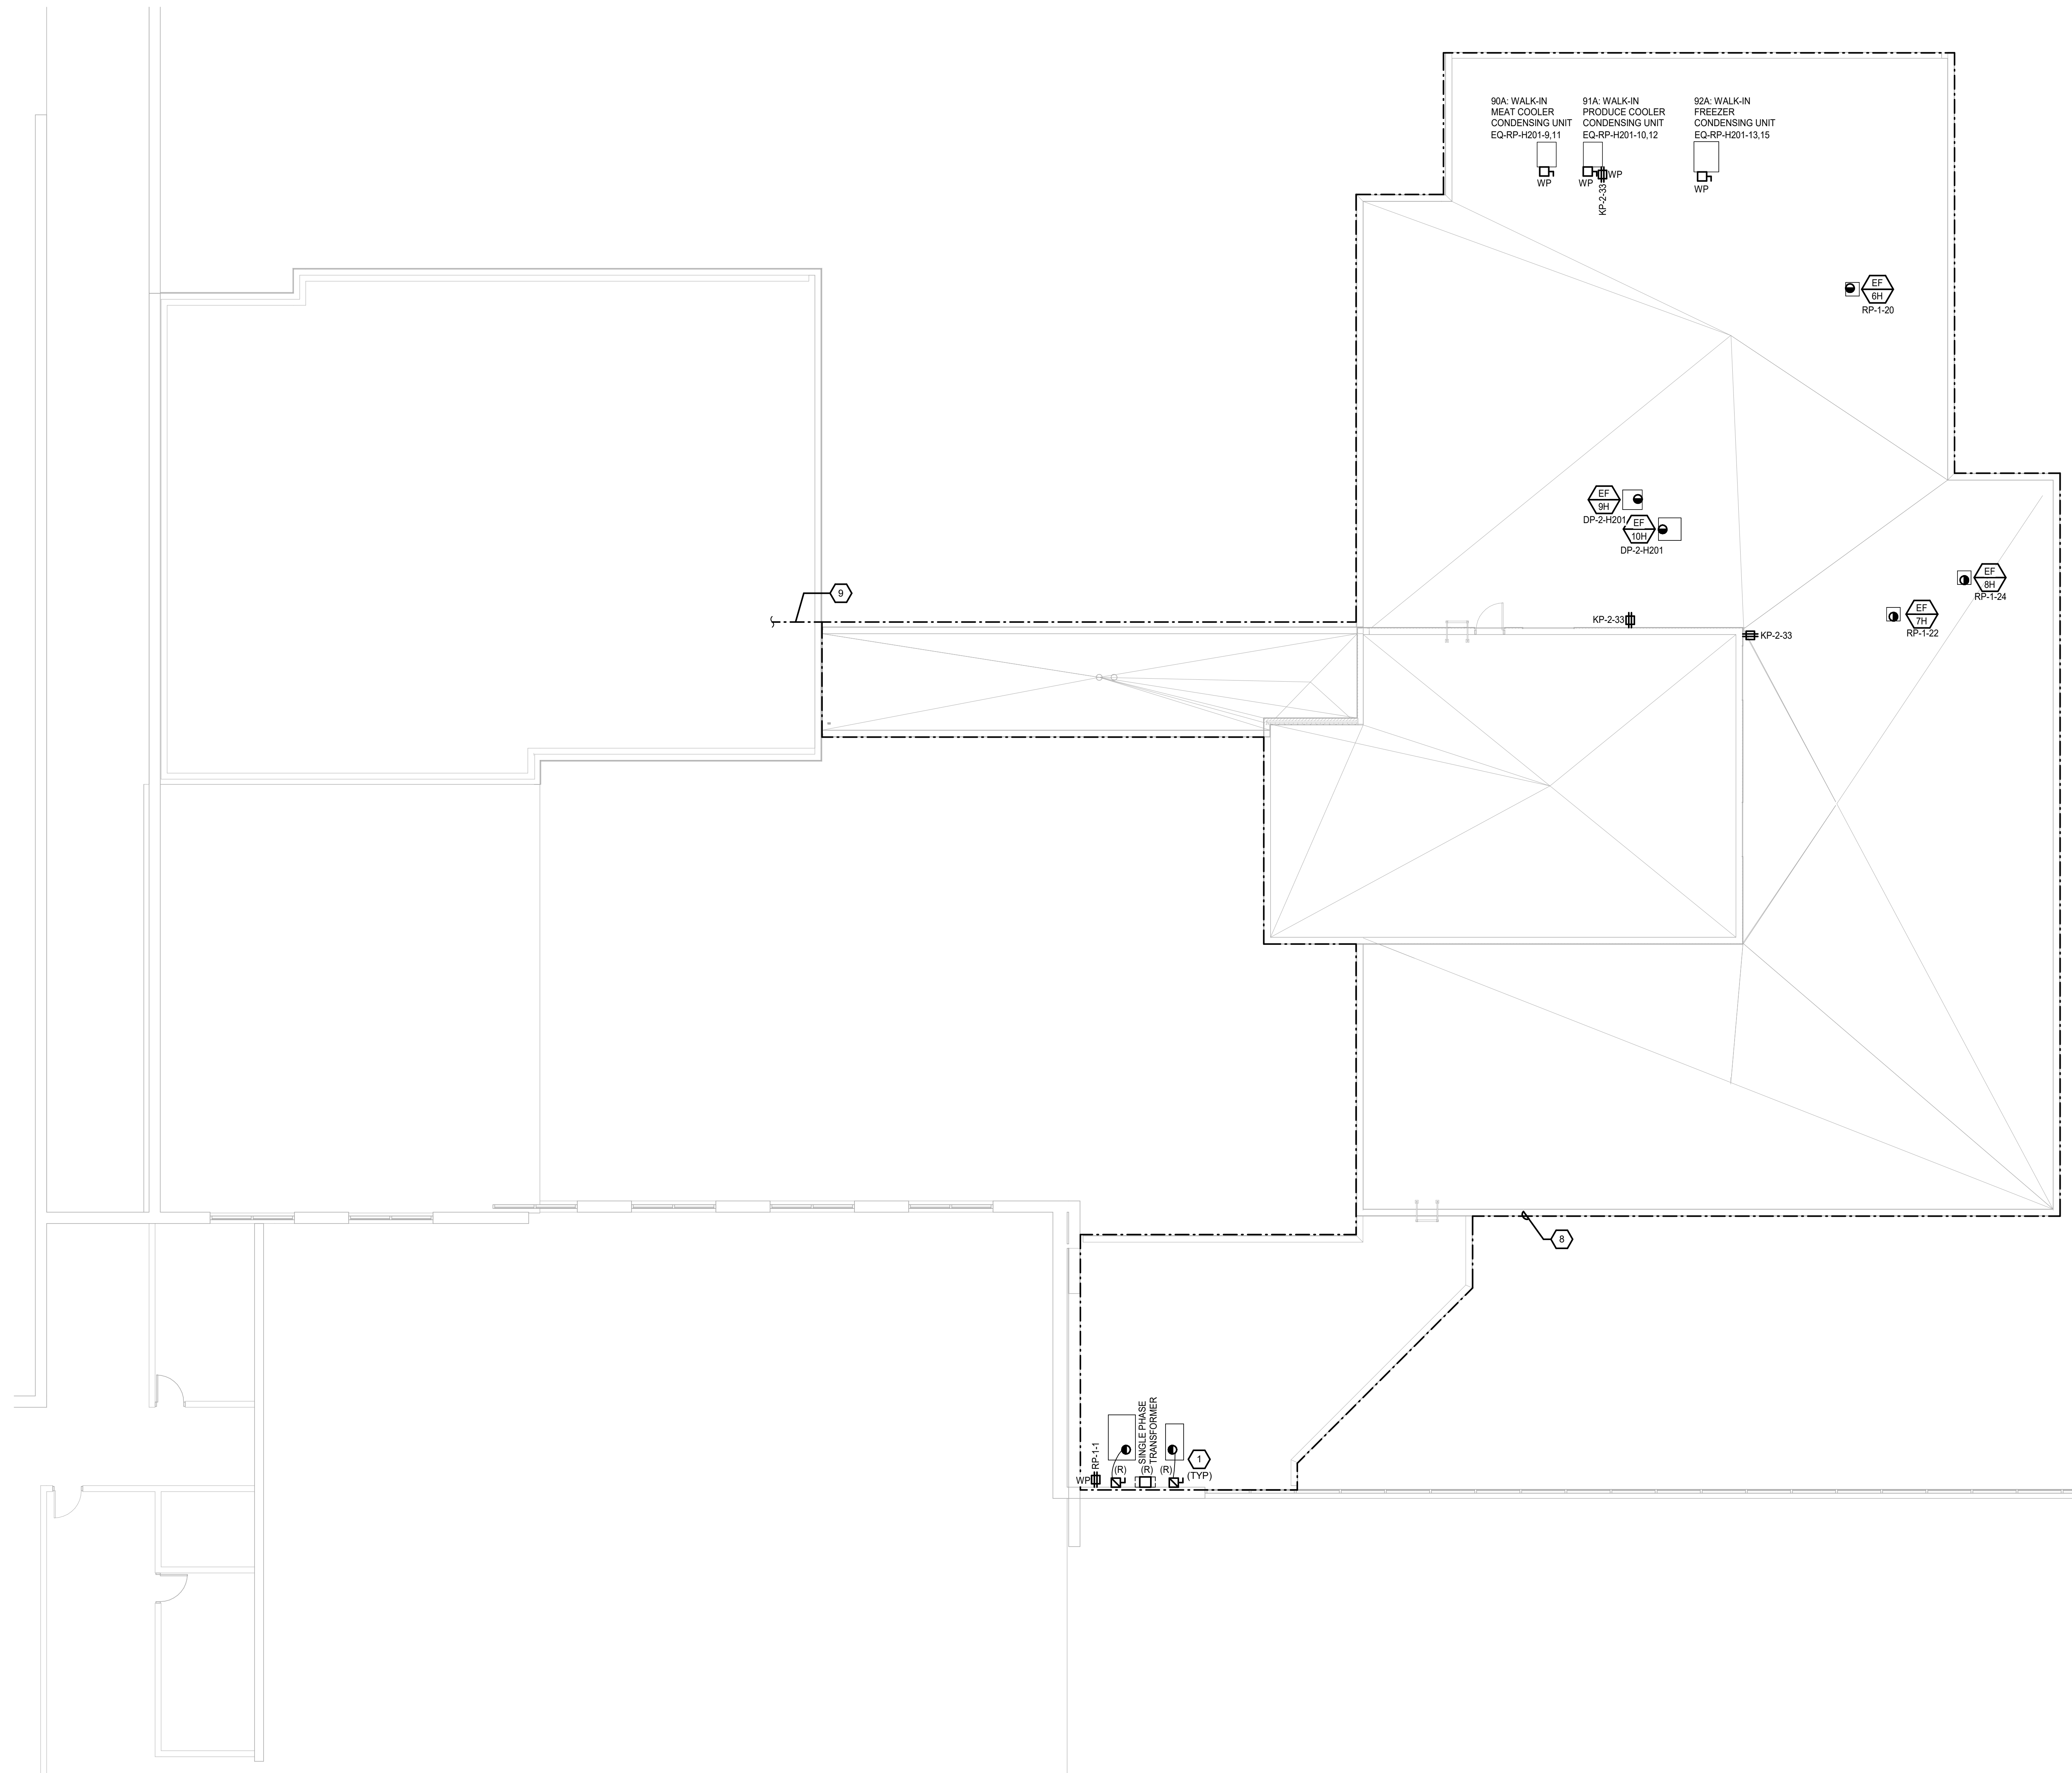 90A: WALK-IN
MEAT COOLER
CONDENSING UNIT
EQ-RP-H201-9,11
91A: WALK-IN
PRODUCE COOLER
CONDENSING UNIT
EQ-RP-H201-10,12
92A: WALK-IN
FREEZER
CONDENSING UNIT
EQ-RP-H201-13,15
WP
WP
WP
KP-2-33
WP
EF
6H
RP-1-20
EF
9H
DP-2-H201
EF
10H
DP-2-H201
EF
8H
RP-1-24
EF
7H
RP-1-22
9
KP-2-33
KP-2-33
8
RP-1-1
WP
(R)
SINGLE PHASE
TRANSFORMER
(R)
(R)
1
(TYP)